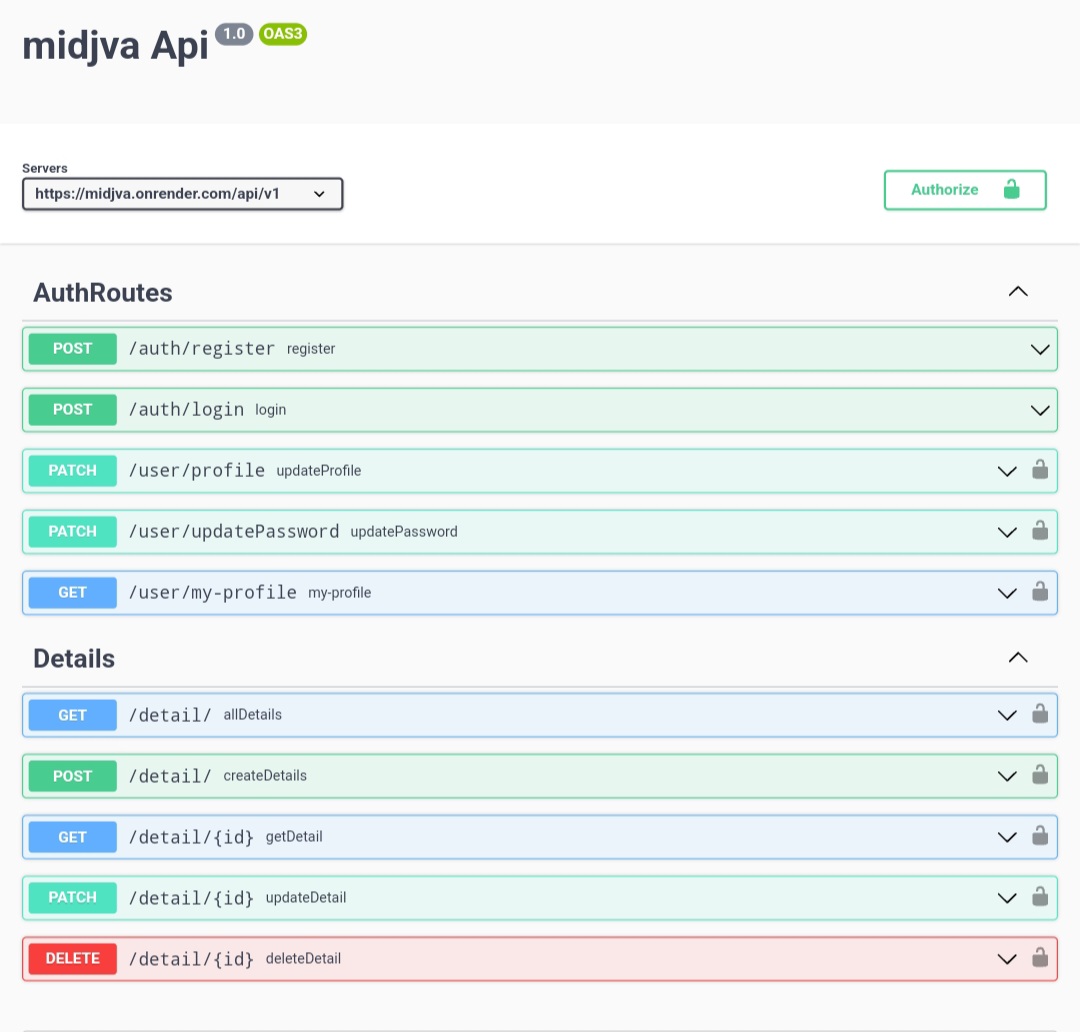 midjva Api 1.0 OAS3
Servers
https://midjva.onrender.com/api/v1
Authorize
AuthRoutes
POST /auth/register register
POST /auth/login login
PATCH /user/profile updateProfile
PATCH /user/updatePassword updatePassword
GET /user/my-profile my-profile
Details
GET /detail/ allDetails
POST /detail/ createDetails
GET /detail/{id} getDetail
PATCH /detail/{id} updateDetail
DELETE /detail/{id} deleteDetail